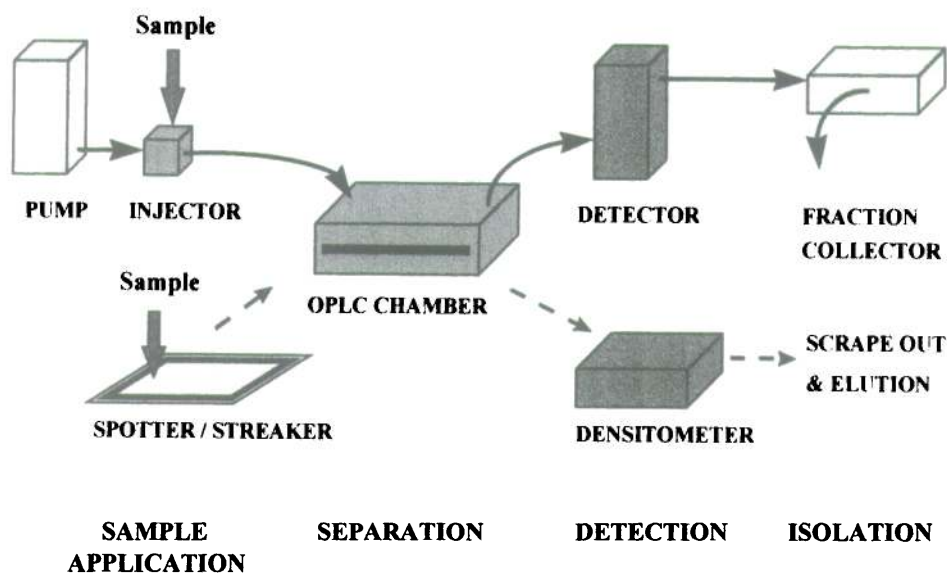 Sample
PUMP
INJECTOR
DETECTOR
FRACTION
COLLECTOR
Sample
OPLC CHAMBER
SPOTTER / STREAKER
DENSITOMETER
SCRAPE OUT
& ELUTION
SAMPLE
APPLICATION
SEPARATION
DETECTION
ISOLATION